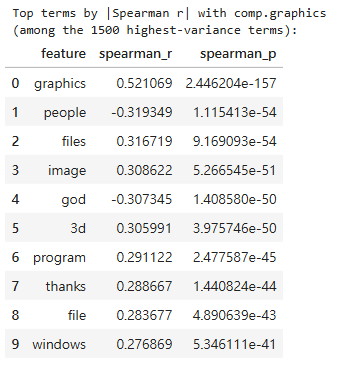 Top terms by |Spearman r| with comp.graphics
(among the 1500 highest-variance terms):
feature spearman_r spearman_p
0 graphics 0.521069 2.446204e-157
1 people -0.319349 1.115413e-54
2 files 0.316719 9.169093e-54
3 image 0.308622 5.266545e-51
4 god -0.307345 1.408580e-50
5 3d 0.305991 3.975746e-50
6 program 0.291122 2.477587e-45
7 thanks 0.288667 1.440824e-44
8 file 0.283677 4.890639e-43
9 windows 0.276869 5.346111e-41